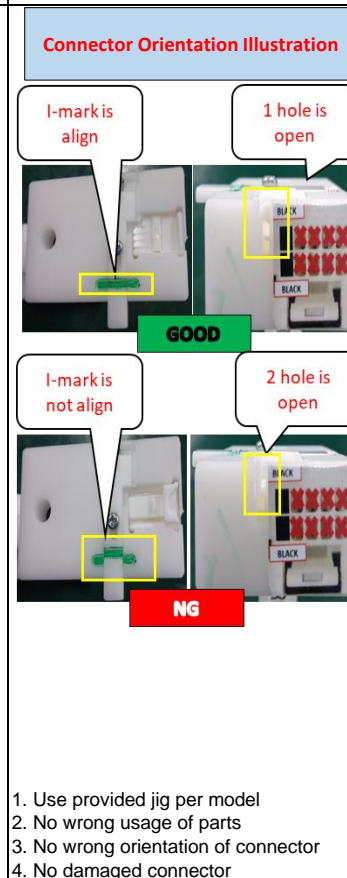 Connector Orientation Illustration
I-mark is
align
1 hole is
open
BLACK
BLACK
GOOD
I-mark is
not align
2 hole is
open
BLACK
BLACK
NG
1. Use provided jig per model
2. No wrong usage of parts
3. No wrong orientation of connector
4. No damaged connector